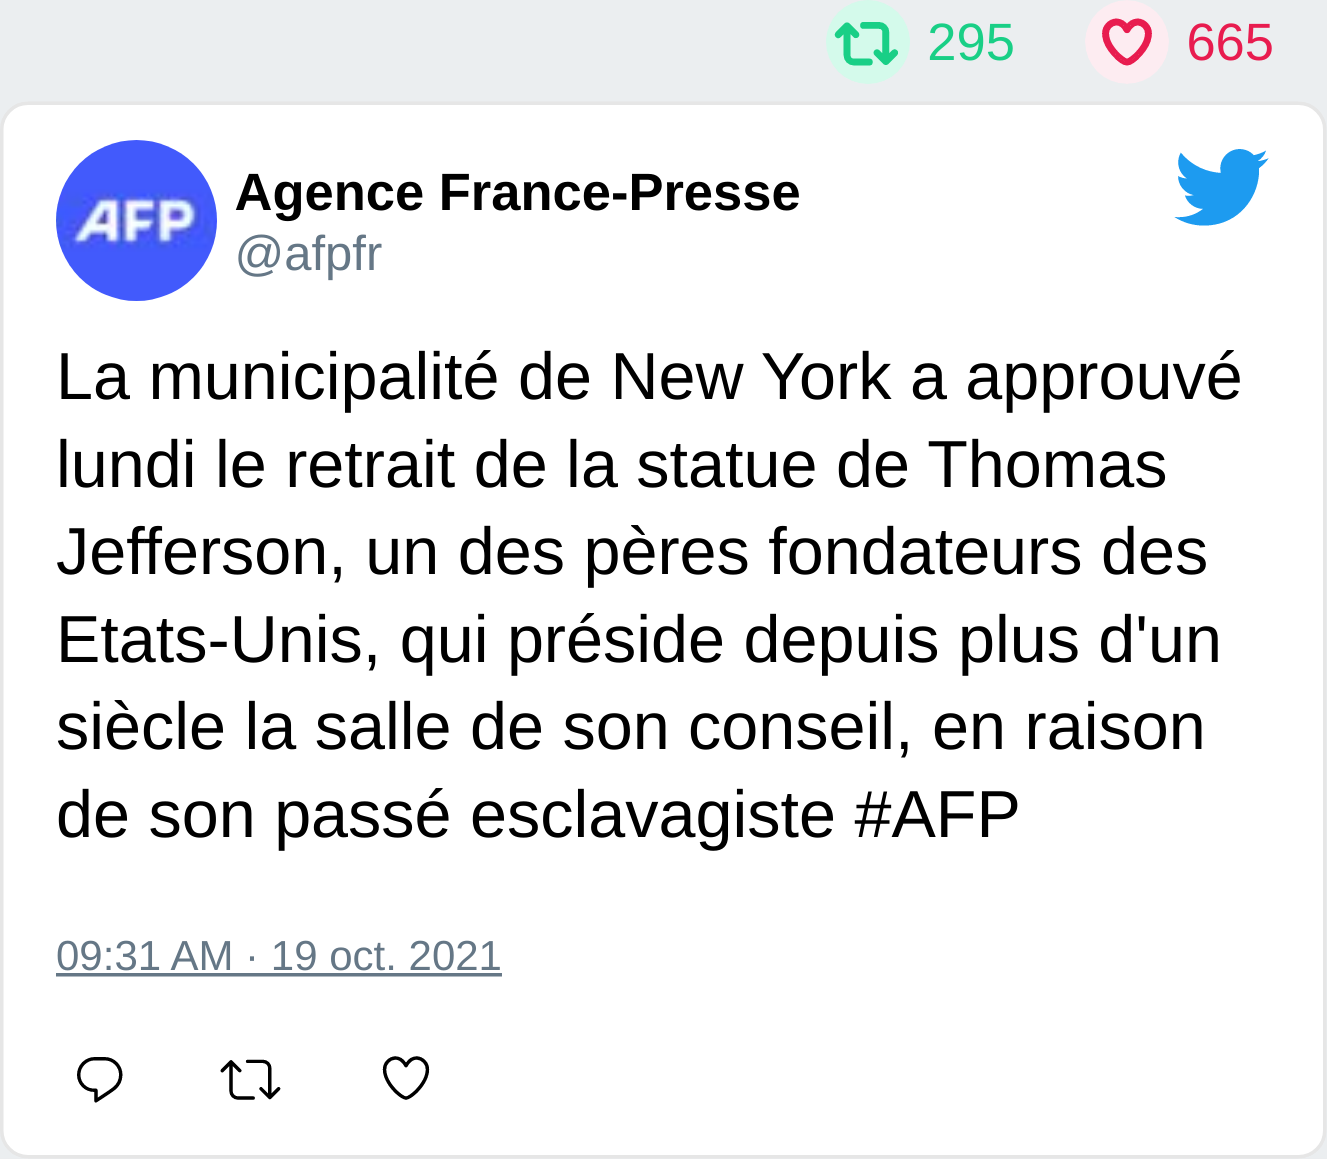 295 665
AFP
Agence France-Presse
@afpfr
La municipalité de New York a approuvé
lundi le retrait de la statue de Thomas
Jefferson, un des pères fondateurs des
Etats-Unis, qui préside depuis plus d'un
siècle la salle de son conseil, en raison
de son passé esclavagiste #AFP
09:31 AM · 19 oct. 2021